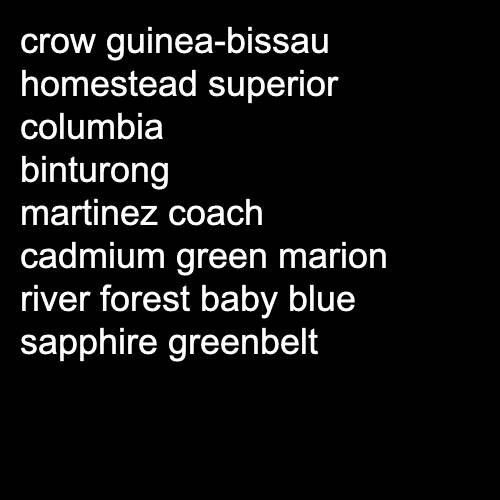 crow guinea-bissau
homestead superior
columbia
binturong
martinez coach
cadmium green marion
river forest baby blue
sapphire greenbelt